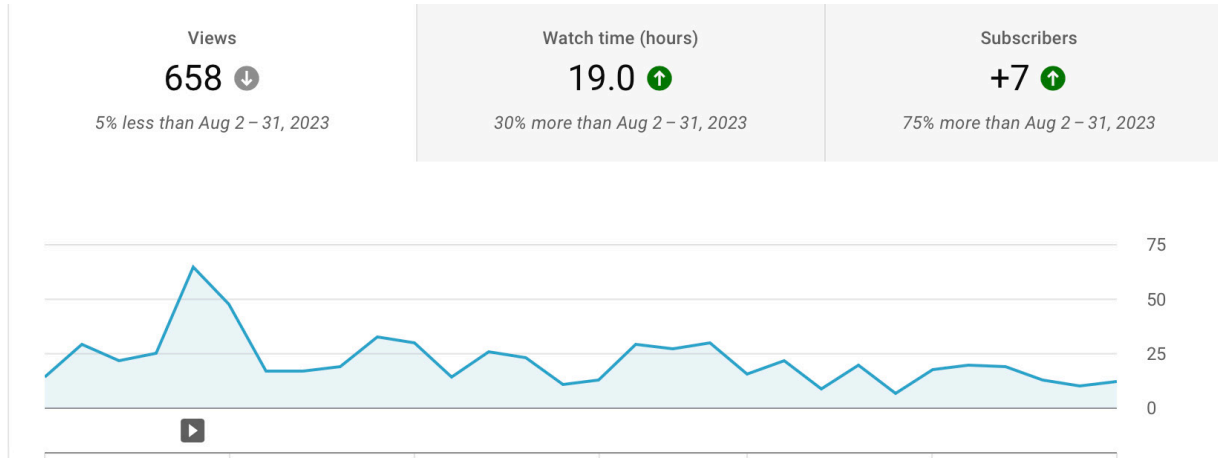 Views
658
5% less than Aug 2 – 31, 2023
Watch time (hours)
19.0
30% more than Aug 2 – 31, 2023
Subscribers
+7
75% more than Aug 2 – 31, 2023
75
50
25
0